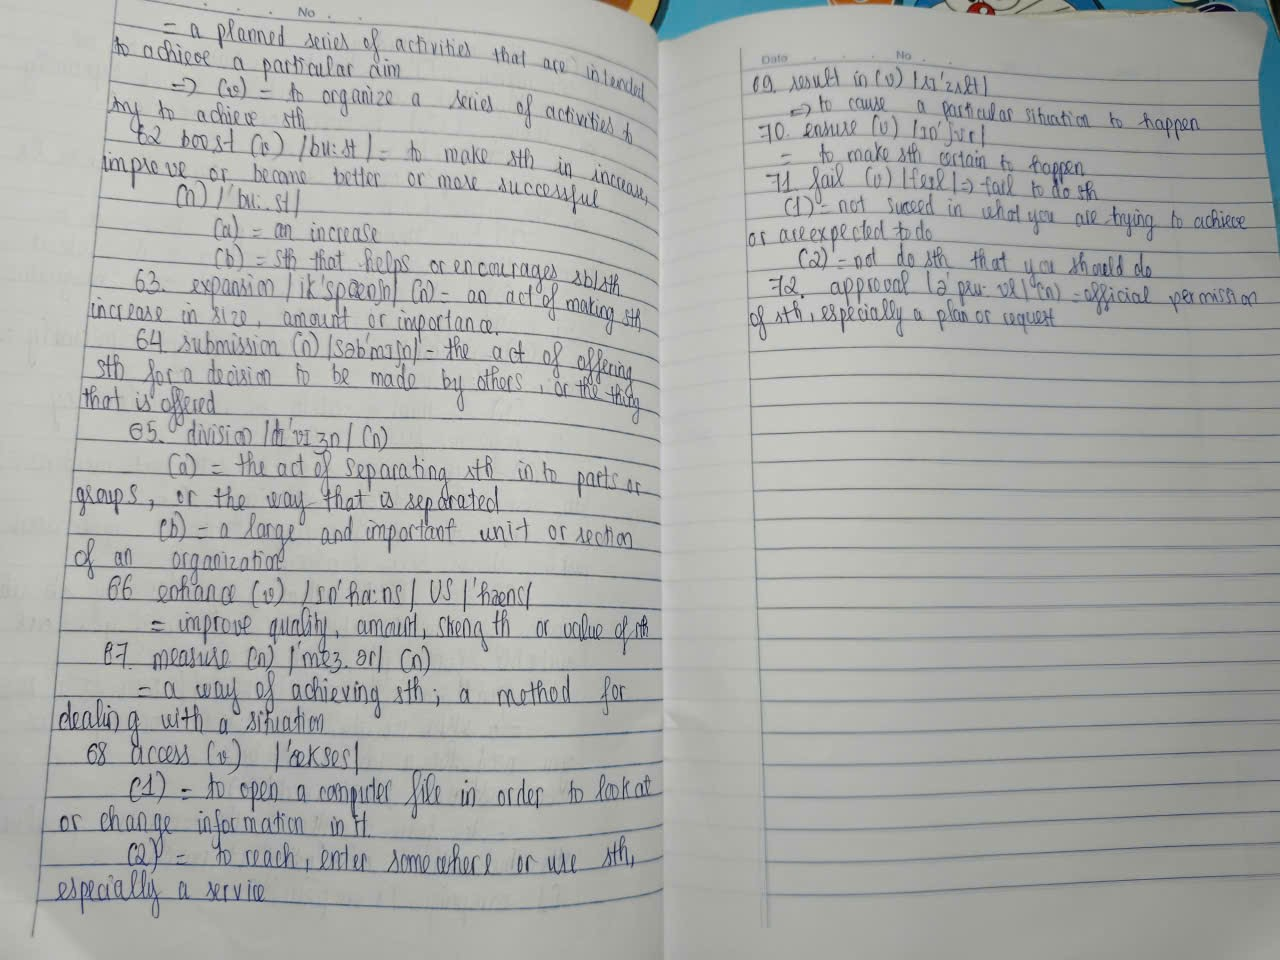 No
= a planned series of activities that are intended
to achieve a particular aim
=> (v) = to organize a series of activities to
try to achieve sth
62 boost (v) /bu:st/ = to make sth in increase,
improve or become better or more successful
(n) /'bu:.st/
(a) = an increase
(b) = sth that helps or encourages sb/sth
63. expansion /ik'spænʃn/ (n) = an act of making sth
increase in size, amount or importance.
64 submission (n) /səb'mɪʃn/ = the act of offering
sth for a decision to be made by others, or the thing
that is offered
65. division /dɪ'vɪʒn/ (n)
(a) = the act of separating sth in to parts or
groups, or the way that is separated
(b) = a large and important unit or section
of an organization
66 enhance (v) /ɪn'ha:ns/ US /'hæns/
= improve quality, amount, strength or value of sth
67. measure (n) /'meʒ.ər/ (n)
= a way of achieving sth; a method for
dealing with a situation
68 access (v) /'ækses/
(1) = to open a computer file in order to look at
or change information in it.
(2) = to reach, enter somewhere or use sth,
especially a service
Date No
69. result in (v) /rɪ'zʌlt/
=> to cause a particular situation to happen
70. ensure (v) /ɪn'ʃʊr/
= to make sth certain to happen
71. fail (v) /feɪl/ => fail to do sth
(1) = not succeed in what you are trying to achieve
or are expected to do
(2) = not do sth that you should do
72. approval /ə'pru:vl/ (n) = official permission
of sth, especially a plan or request